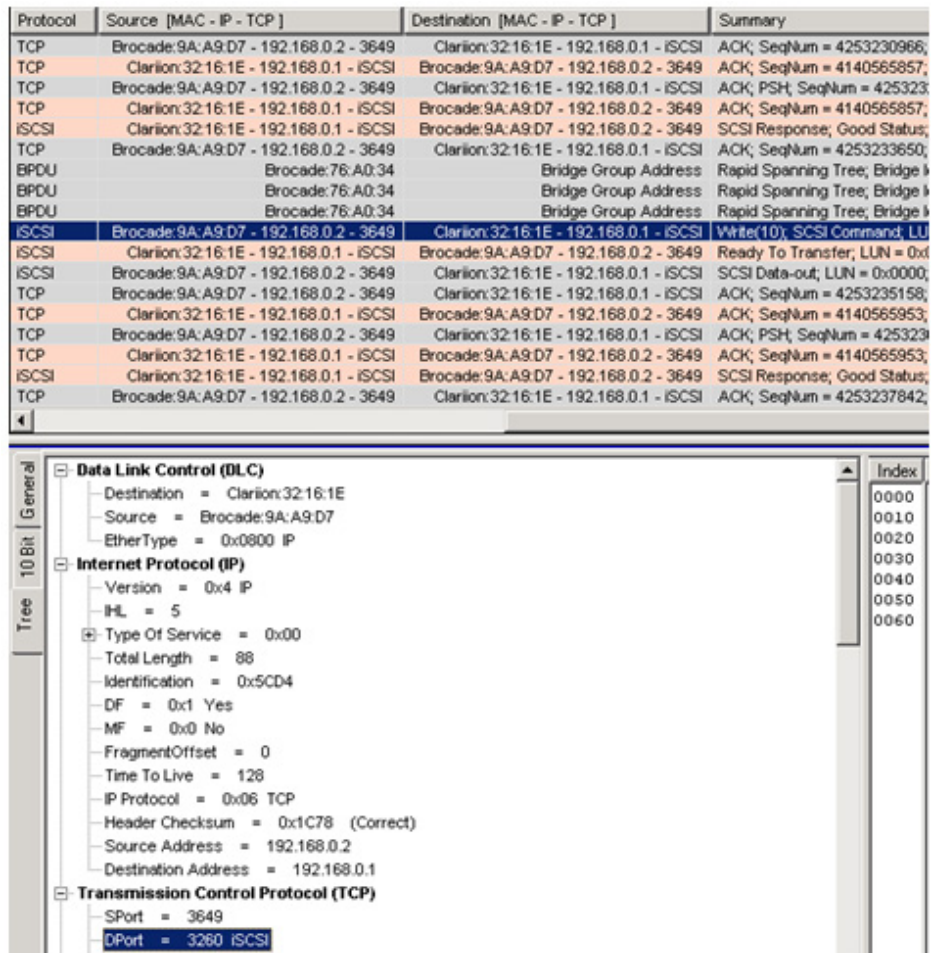 Protocol Source [MAC - IP - TCP ] Destination [MAC - IP - TCP ] Summary
TCP Brocade:9A:A9:D7 - 192.168.0.2 - 3649 Clariion:32:16:1E - 192.168.0.1 - iSCSI ACK; SeqNum = 4253230966;
TCP Clariion:32:16:1E - 192.168.0.1 - iSCSI Brocade:9A:A9:D7 - 192.168.0.2 - 3649 ACK; SeqNum = 4140565857;
TCP Brocade:9A:A9:D7 - 192.168.0.2 - 3649 Clariion:32:16:1E - 192.168.0.1 - iSCSI ACK; PSH; SeqNum =
TCP Clariion:32:16:1E - 192.168.0.1 - iSCSI Brocade:9A:A9:D7 - 192.168.0.2 - 3649 ACK; SeqNum = 4140565857;
iSCSI Clariion:32:16:1E - 192.168.0.1 - iSCSI Brocade:9A:A9:D7 - 192.168.0.2 - 3649 SCSI Response; Good Status;
TCP Brocade:9A:A9:D7 - 192.168.0.2 - 3649 Clariion:32:16:1E - 192.168.0.1 - iSCSI ACK; SeqNum = 4253233650;
BPDU Brocade:76:A0:34 Bridge Group Address Rapid Spanning Tree; Bridge
BPDU Brocade:76:A0:34 Bridge Group Address Rapid Spanning Tree; Bridge
BPDU Brocade:76:A0:34 Bridge Group Address Rapid Spanning Tree; Bridge
iSCSI Brocade:9A:A9:D7 - 192.168.0.2 - 3649 Clariion:32:16:1E - 192.168.0.1 - iSCSI Write(10); SCSI Command; LU
iSCSI Clariion:32:16:1E - 192.168.0.1 - iSCSI Brocade:9A:A9:D7 - 192.168.0.2 - 3649 Ready To Transfer; LUN =
iSCSI Brocade:9A:A9:D7 - 192.168.0.2 - 3649 Clariion:32:16:1E - 192.168.0.1 - iSCSI SCSI Data-out; LUN = 0x0000;
TCP Brocade:9A:A9:D7 - 192.168.0.2 - 3649 Clariion:32:16:1E - 192.168.0.1 - iSCSI ACK; SeqNum = 4253235158;
TCP Clariion:32:16:1E - 192.168.0.1 - iSCSI Brocade:9A:A9:D7 - 192.168.0.2 - 3649 ACK; SeqNum = 4140565953;
TCP Brocade:9A:A9:D7 - 192.168.0.2 - 3649 Clariion:32:16:1E - 192.168.0.1 - iSCSI ACK; PSH; SeqNum =
TCP Clariion:32:16:1E - 192.168.0.1 - iSCSI Brocade:9A:A9:D7 - 192.168.0.2 - 3649 ACK; SeqNum = 4140565953;
iSCSI Clariion:32:16:1E - 192.168.0.1 - iSCSI Brocade:9A:A9:D7 - 192.168.0.2 - 3649 SCSI Response; Good Status;
TCP Brocade:9A:A9:D7 - 192.168.0.2 - 3649 Clariion:32:16:1E - 192.168.0.1 - iSCSI ACK; SeqNum = 4253237842;
General
10 Bit
Tree
Data Link Control (DLC)
Destination = Clariion:32:16:1E
Source = Brocade:9A:A9:D7
EtherType = 0x0800 IP
Internet Protocol (IP)
Version = 0x4 IP
IHL = 5
Type Of Service = 0x00
Total Length = 88
Identification = 0x5CD4
DF = 0x1 Yes
MF = 0x0 No
FragmentOffset = 0
Time To Live = 128
IP Protocol = 0x06 TCP
Header Checksum = 0x1C78 (Correct)
Source Address = 192.168.0.2
Destination Address = 192.168.0.1
Transmission Control Protocol (TCP)
SPort = 3649
DPort = 3260 iSCSI
Index
0000
0010
0020
0030
0040
0050
0060